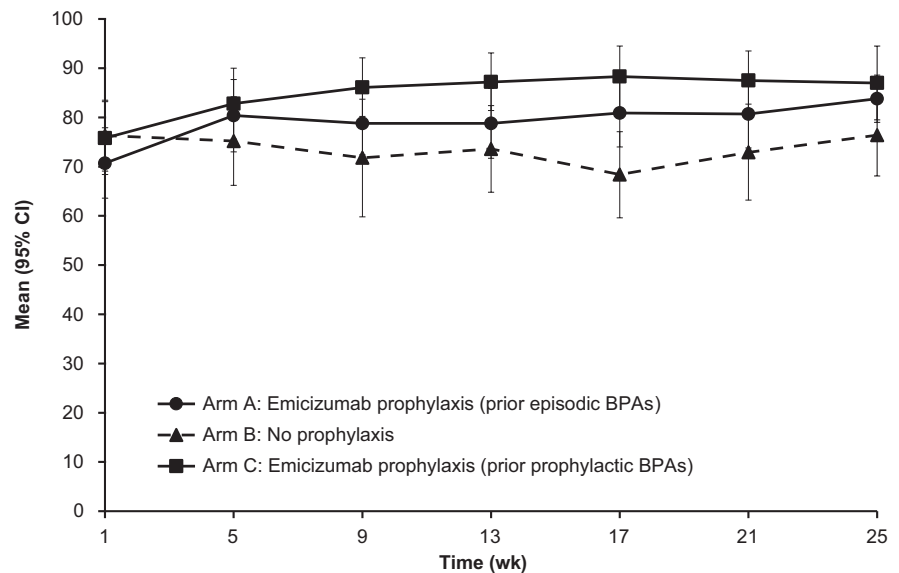 100
90
80
70
60
50
40
30
20
10
0
Mean (95% CI)
Arm A: Emicizumab prophylaxis (prior episodic BPAs)
Arm B: No prophylaxis
Arm C: Emicizumab prophylaxis (prior prophylactic BPAs)
1 5 9 13 17 21 25
Time (wk)